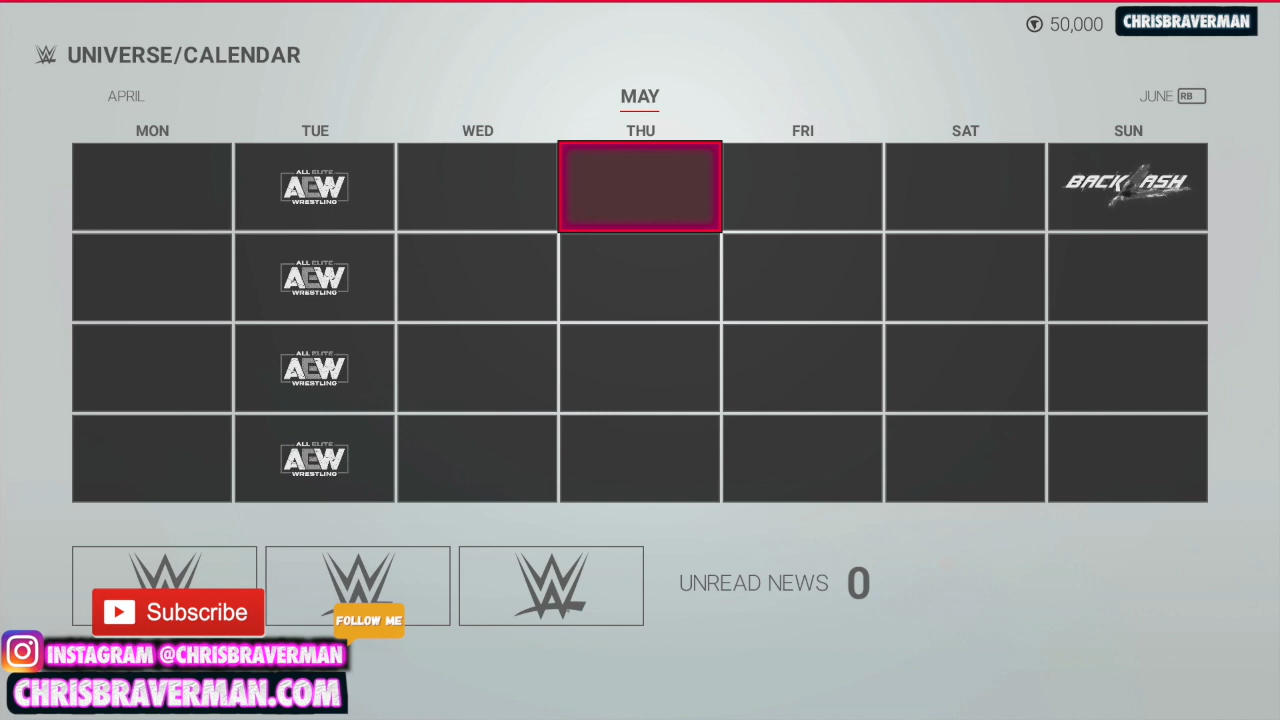 50,000
CHRISBRAVERMAN
UNIVERSE/CALENDAR
APRIL
MAY
JUNE RB
MON TUE WED THU FRI SAT SUN
ALL ELITE
AEW
WRESTLING
BACKLASH
ALL ELITE
AEW
WRESTLING
ALL ELITE
AEW
WRESTLING
ALL ELITE
AEW
WRESTLING
UNREAD NEWS 0
Subscribe
FOLLOW ME
INSTAGRAM @CHRISBRAVERMAN
CHRISBRAVERMAN.COM